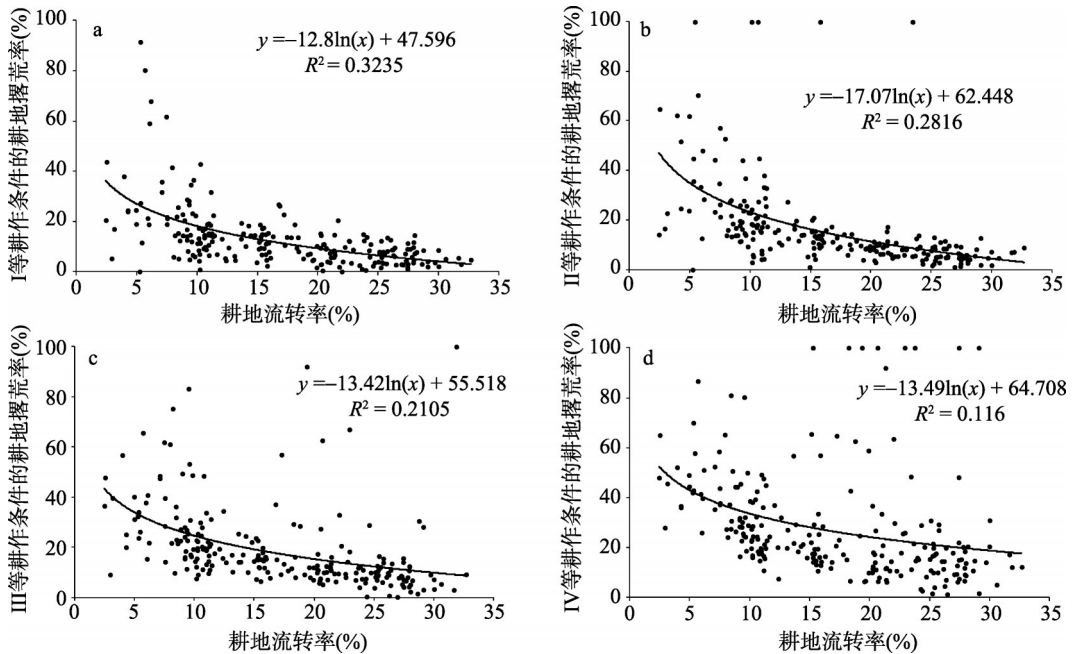 I等耕作条件的耕地撂荒率(%)
100
80
60
40
20
0
a
y=−12.8ln(x) + 47.596
R² = 0.3235
0 5 10 15 20 25 30 35
耕地流转率(%)
II等耕作条件的耕地撂荒率(%)
100
80
60
40
20
0
b
y=−17.07ln(x) + 62.448
R² = 0.2816
0 5 10 15 20 25 30 35
耕地流转率(%)
III等耕作条件的耕地撂荒率(%)
100
80
60
40
20
0
c
y=−13.42ln(x) + 55.518
R² = 0.2105
0 5 10 15 20 25 30 35
耕地流转率(%)
IV等耕作条件的耕地撂荒率(%)
100
80
60
40
20
0
d
y=−13.49ln(x) + 64.708
R² = 0.116
0 5 10 15 20 25 30 35
耕地流转率(%)